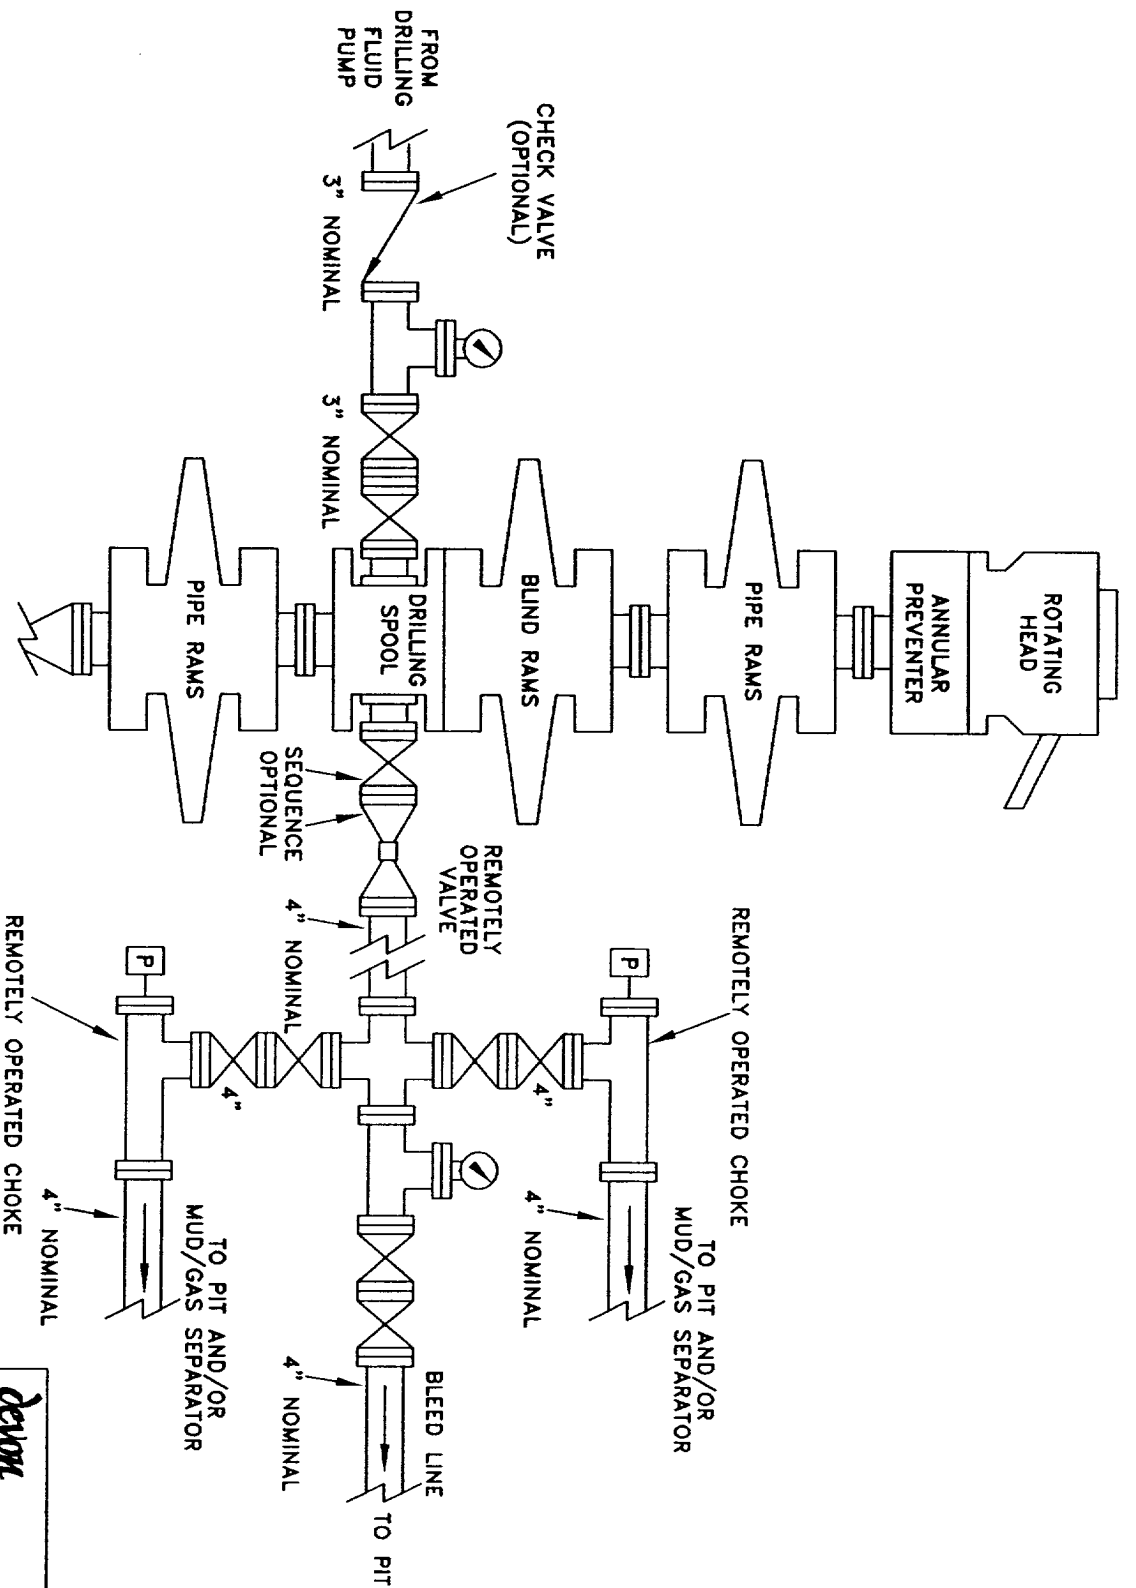 ROTATING
HEAD
ANNULAR
PREVENTER
PIPE RAMS
BLIND RAMS
DRILLING
SPOOL
PIPE RAMS
FROM
DRILLING
FLUID
PUMP
CHECK VALVE
(OPTIONAL)
3" NOMINAL
3" NOMINAL
SEQUENCE
OPTIONAL
REMOTELY
OPERATED
VALVE
4" NOMINAL
REMOTELY OPERATED CHOKE
P
4"
4" NOMINAL
TO PIT AND/OR
MUD/GAS SEPARATOR
BLEED LINE
4" NOMINAL
TO PIT
P
4"
TO PIT AND/OR
MUD/GAS SEPARATOR
4" NOMINAL
REMOTELY OPERATED CHOKE
devon